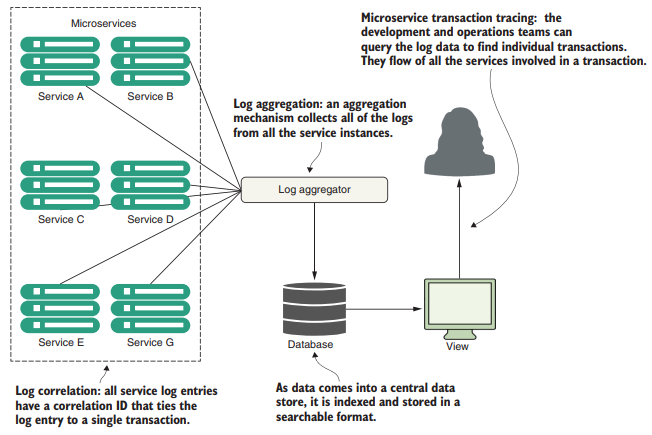 Microservices
Service A
Service B
Service C
Service D
Service E
Service G
Log correlation: all service log entries
have a correlation ID that ties the
log entry to a single transaction.
Log aggregation: an aggregation
mechanism collects all of the logs
from all the service instances.
Log aggregator
Database
As data comes into a central data
store, it is indexed and stored in a
searchable format.
Microservice transaction tracing: the
development and operations teams can
query the log data to find individual transactions.
They flow of all the services involved in a transaction.
View